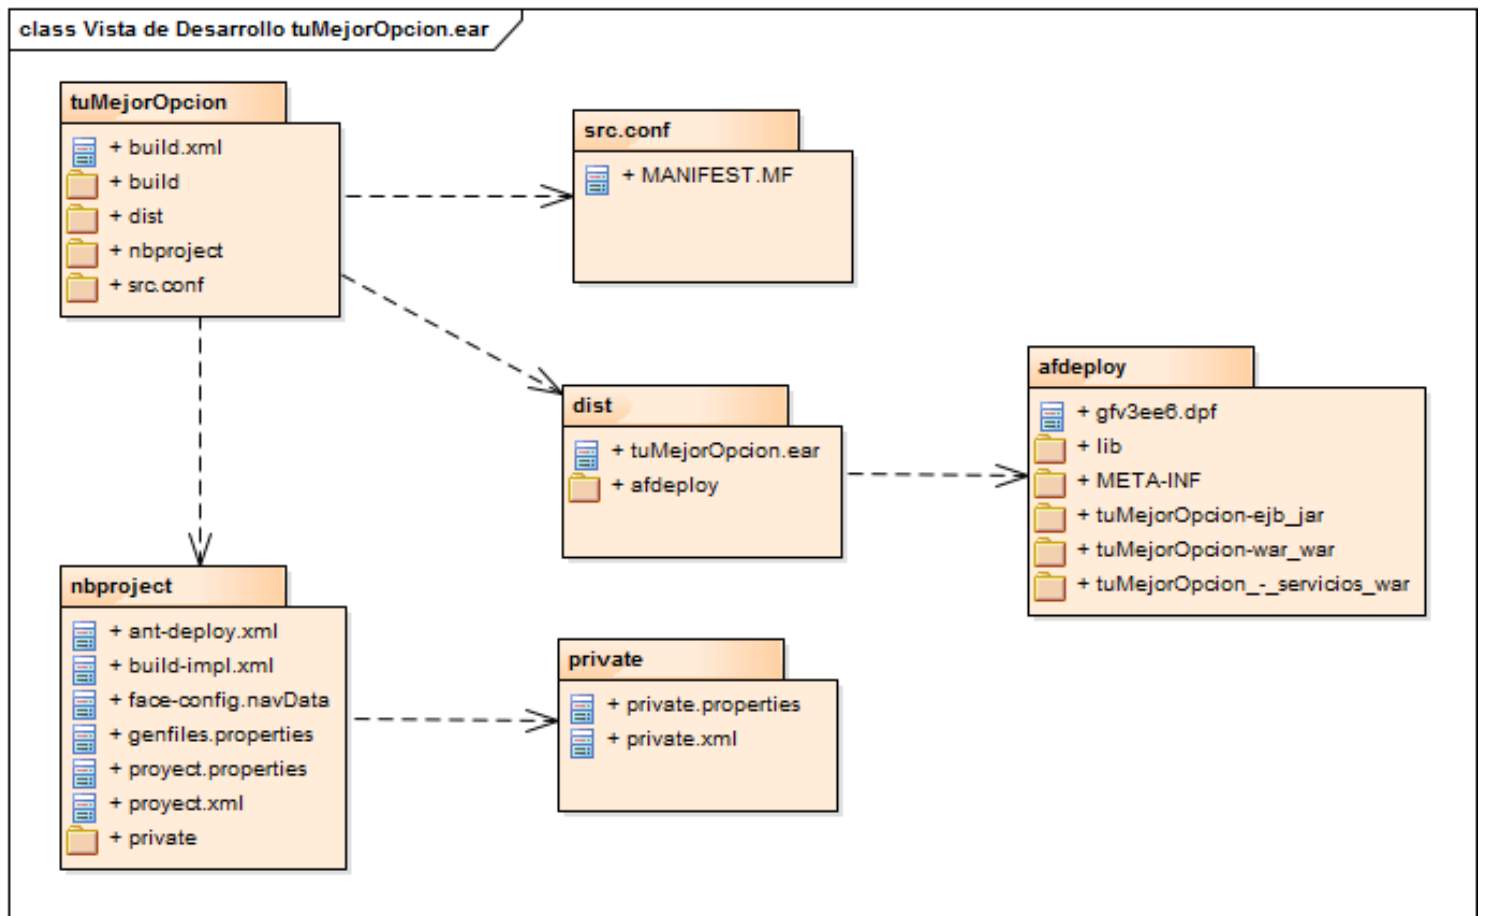 class Vista de Desarrollo tuMejorOpcion.ear
tuMejorOpcion
+ build.xml
+ build
+ dist
+ nbproject
+ src.conf
src.conf
+ MANIFEST.MF
dist
+ tuMejorOpcion.ear
+ afdeploy
afdeploy
+ gfv3ee6.dpf
+ lib
+ META-INF
+ tuMejorOpcion-ejb_jar
+ tuMejorOpcion-war_war
+ tuMejorOpcion_-_servicios_war
nbproject
+ ant-deploy.xml
+ build-impl.xml
+ face-config.navData
+ genfiles.properties
+ proyect.properties
+ proyect.xml
+ private
private
+ private.properties
+ private.xml